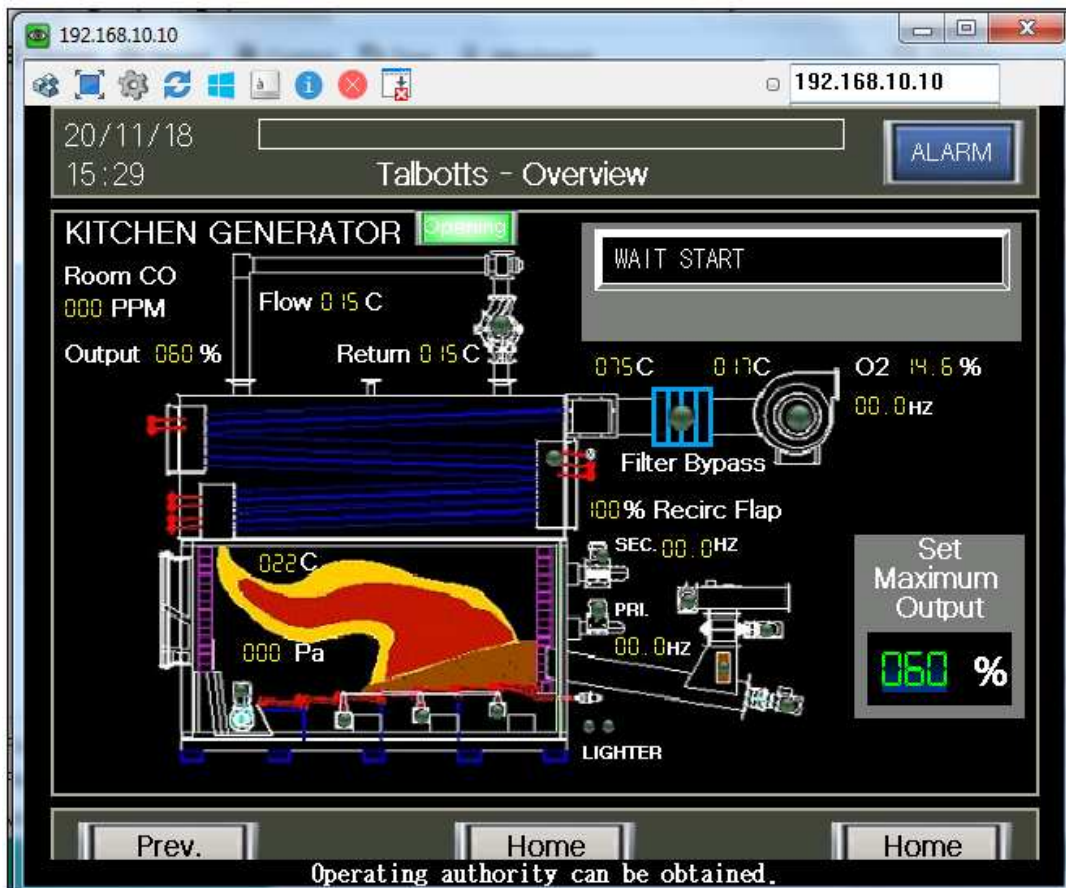 192.168.10.10
192.168.10.10
20/11/18
15:29
Talbotts - Overview
ALARM
KITCHEN GENERATOR
Opening
WAIT START
Room CO
000 PPM
Flow 015 C
Output 060 %
Return 015 C
075C 017C O2 14.6 %
00.0HZ
Filter Bypass
100% Recirc Flap
SEC. 00.0HZ
022C
PRI.
00.0HZ
000 Pa
LIGHTER
Set
Maximum
Output
060 %
Prev. Home Home
Operating authority can be obtained.